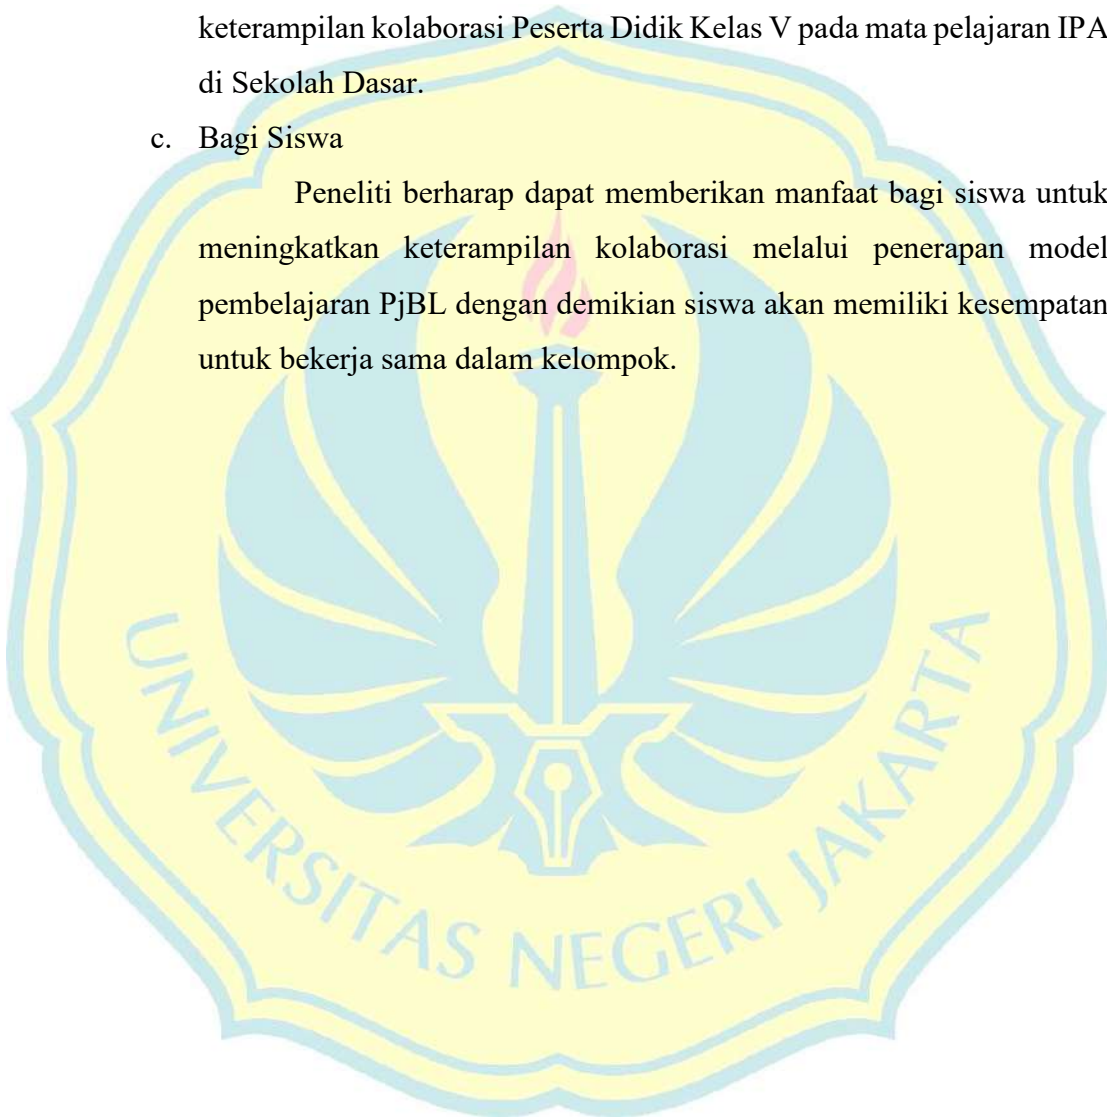 keterampilan kolaborasi Peserta Didik Kelas V pada mata pelajaran IPA
di Sekolah Dasar.
c. Bagi Siswa
Peneliti berharap dapat memberikan manfaat bagi siswa untuk
meningkatkan keterampilan kolaborasi melalui penerapan model
pembelajaran PjBL dengan demikian siswa akan memiliki kesempatan
untuk bekerja sama dalam kelompok.
UNIVERSITAS NEGERI JAKARTA